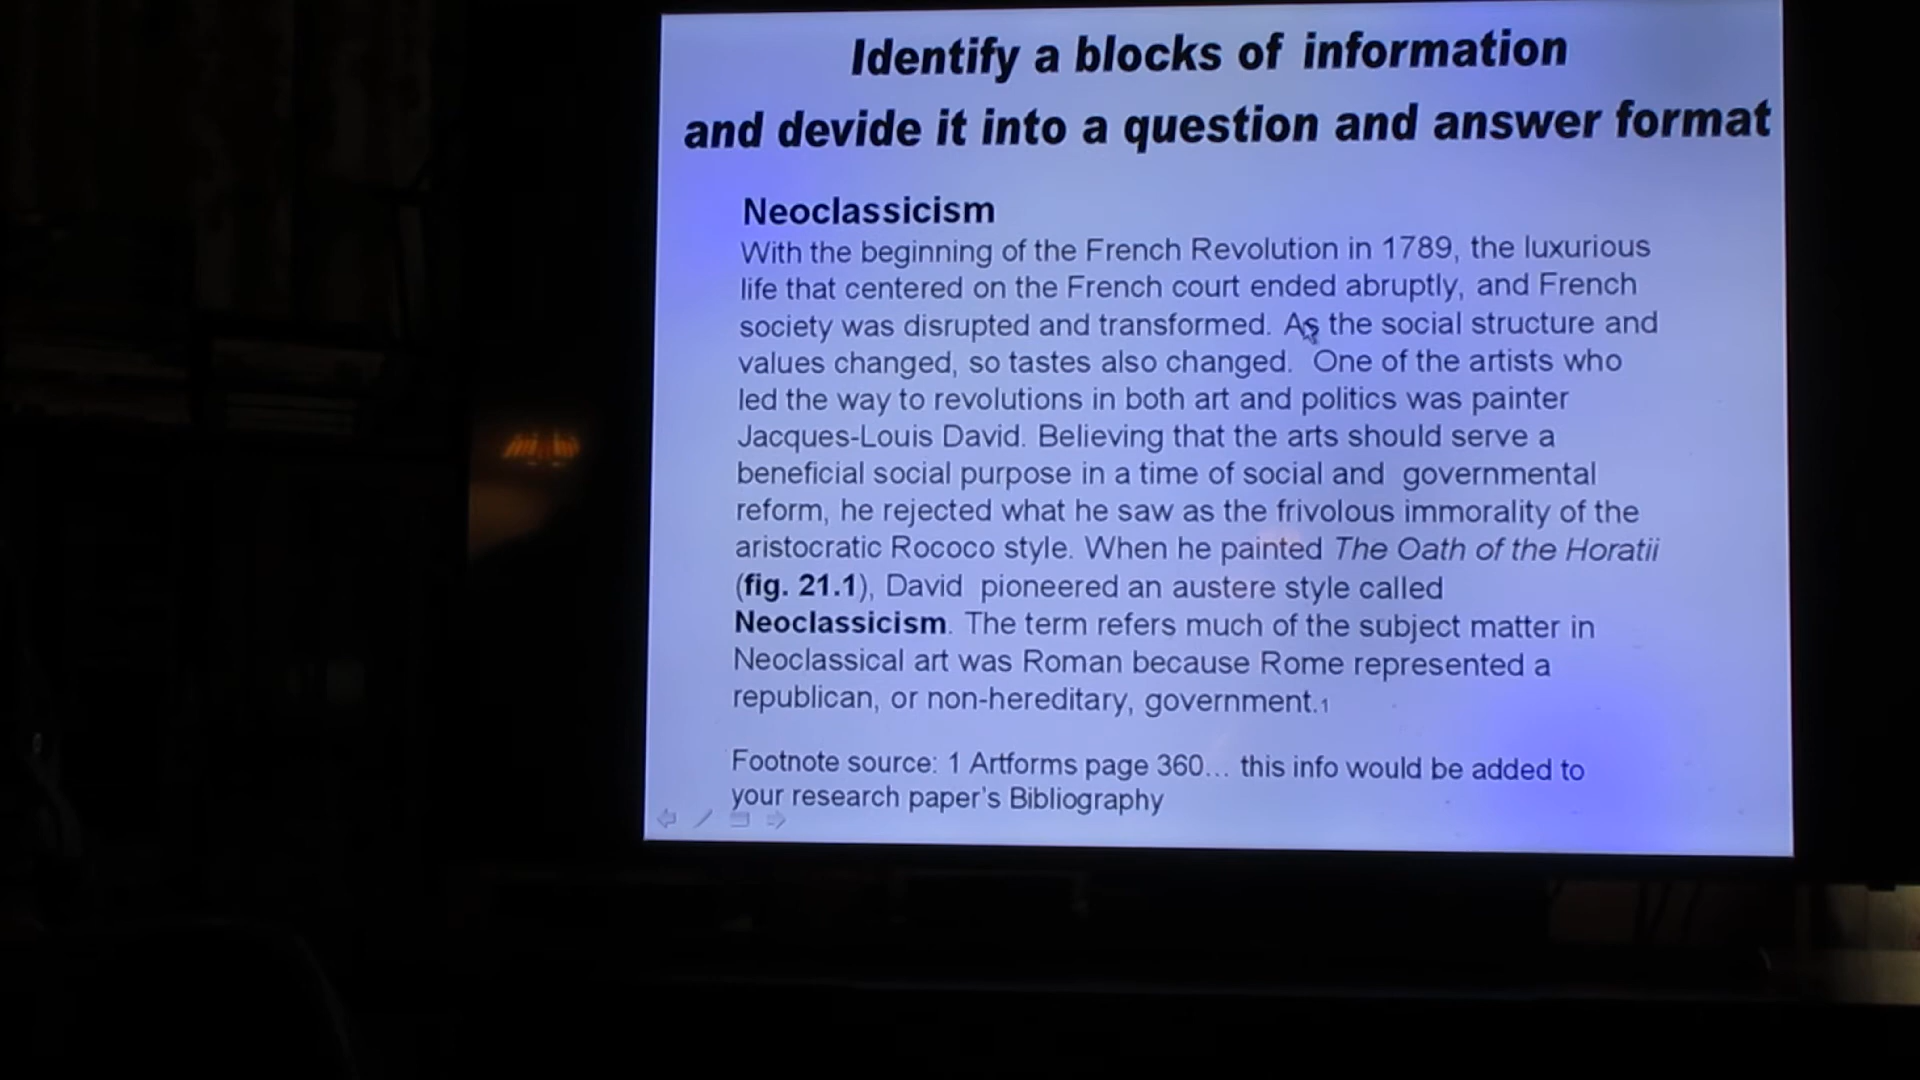 Identify a blocks of information
and devide it into a question and answer format
Neoclassicism
With the beginning of the French Revolution in 1789, the luxurious
life that centered on the French court ended abruptly, and French
society was disrupted and transformed. As the social structure and
values changed, so tastes also changed. One of the artists who
led the way to revolutions in both art and politics was painter
Jacques-Louis David. Believing that the arts should serve a
beneficial social purpose in a time of social and governmental
reform, he rejected what he saw as the frivolous immorality of the
aristocratic Rococo style. When he painted The Oath of the Horatii
(fig. 21.1), David pioneered an austere style called
Neoclassicism. The term refers much of the subject matter in
Neoclassical art was Roman because Rome represented a
republican, or non-hereditary, government.1
Footnote source: 1 Artforms page 360... this info would be added to
your research paper's Bibliography